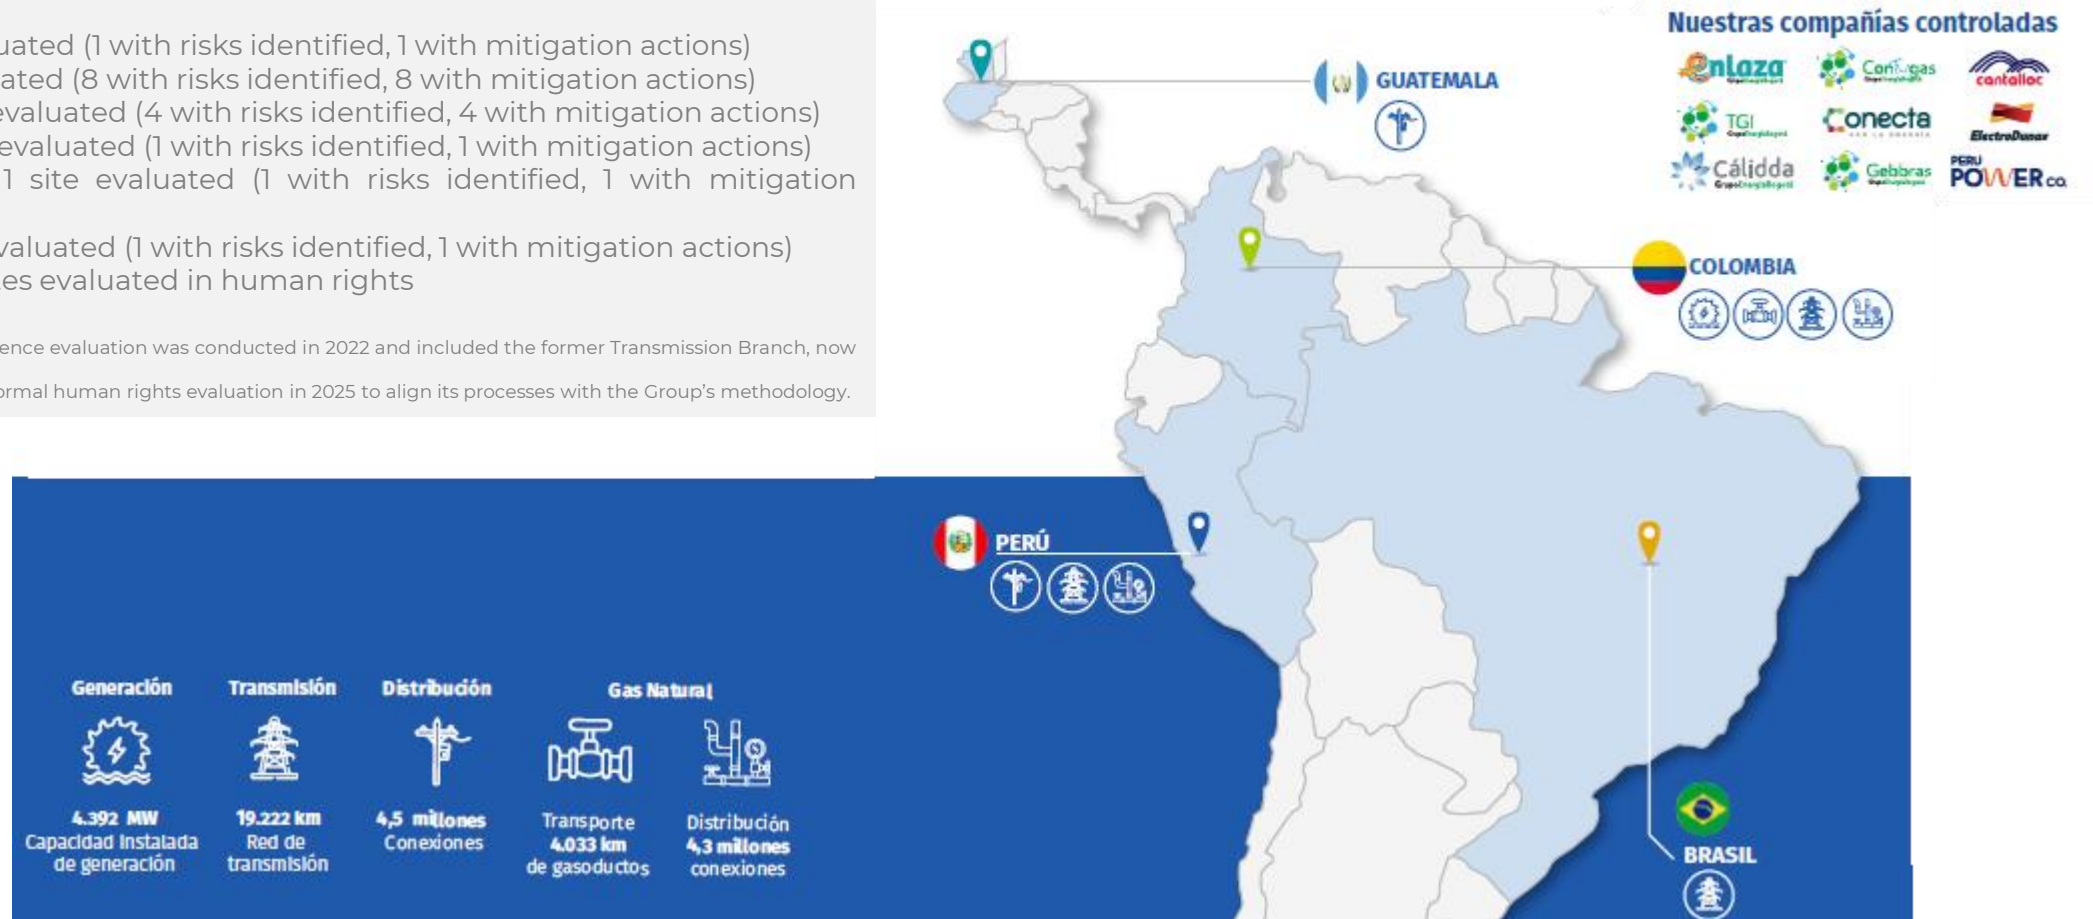 uated (1 with risks identified, 1 with mitigation actions)
ated (8 with risks identified, 8 with mitigation actions)
evaluated (4 with risks identified, 4 with mitigation actions)
evaluated (1 with risks identified, 1 with mitigation actions)
1 site evaluated (1 with risks identified, 1 with mitigation
valuated (1 with risks identified, 1 with mitigation actions)
es evaluated in human rights
ence evaluation was conducted in 2022 and included the former Transmission Branch, now
ormal human rights evaluation in 2025 to align its processes with the Group's methodology.
Nuestras compañías controladas
enlaza
Contugas
cantalloc
TGI
GrupoEnergíaBogotá
Conecta
ElectroDunas
Cálidda
GrupoEnergíaBogotá
Gebbras
PERU
POWER co.
GUATEMALA
COLOMBIA
PERÚ
BRASIL
Generación
Transmisión
Distribución
Gas Natural
4.392 MW
Capacidad Instalada
de generación
19.222 km
Red de
transmisión
4,5 millones
Conexiones
Transporte
4.033 km
de gasoductos
Distribución
4,3 millones
conexiones